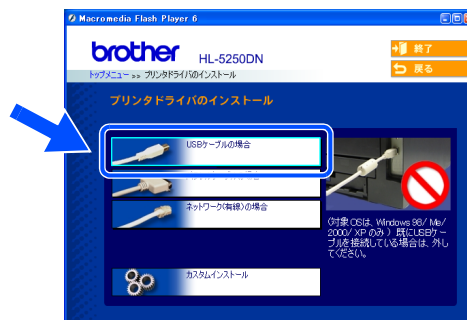 Macromedia Flash Player 6
brother HL-5250DN
終了
戻る
トップメニュー >> プリンタドライバのインストール
プリンタドライバのインストール
USBケーブルの場合
ネットワーク(有線)の場合
カスタムインストール
(対象OSは、Windows 98/Me/
2000/XPのみ) 既にUSBケー
ブルを接続している場合は、外し
てください。